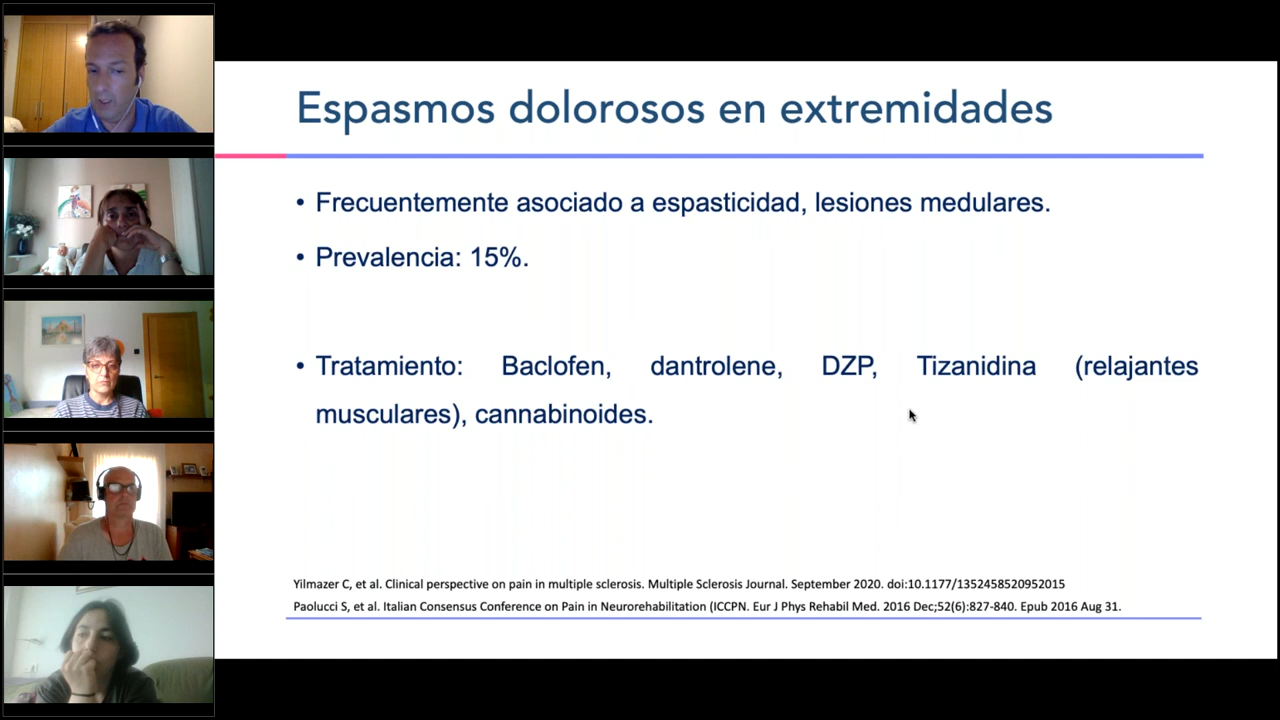 Espasmos dolorosos en extremidades
• Frecuentemente asociado a espasticidad, lesiones medulares.
• Prevalencia: 15%.
• Tratamiento: Baclofen, dantrolene, DZP, Tizanidina (relajantes
musculares), cannabinoides.
Yilmazer C, et al. Clinical perspective on pain in multiple sclerosis. Multiple Sclerosis Journal. September 2020. doi:10.1177/1352458520952015
Paolucci S, et al. Italian Consensus Conference on Pain in Neurorehabilitation (ICCPN. Eur J Phys Rehabil Med. 2016 Dec;52(6):827-840. Epub 2016 Aug 31.